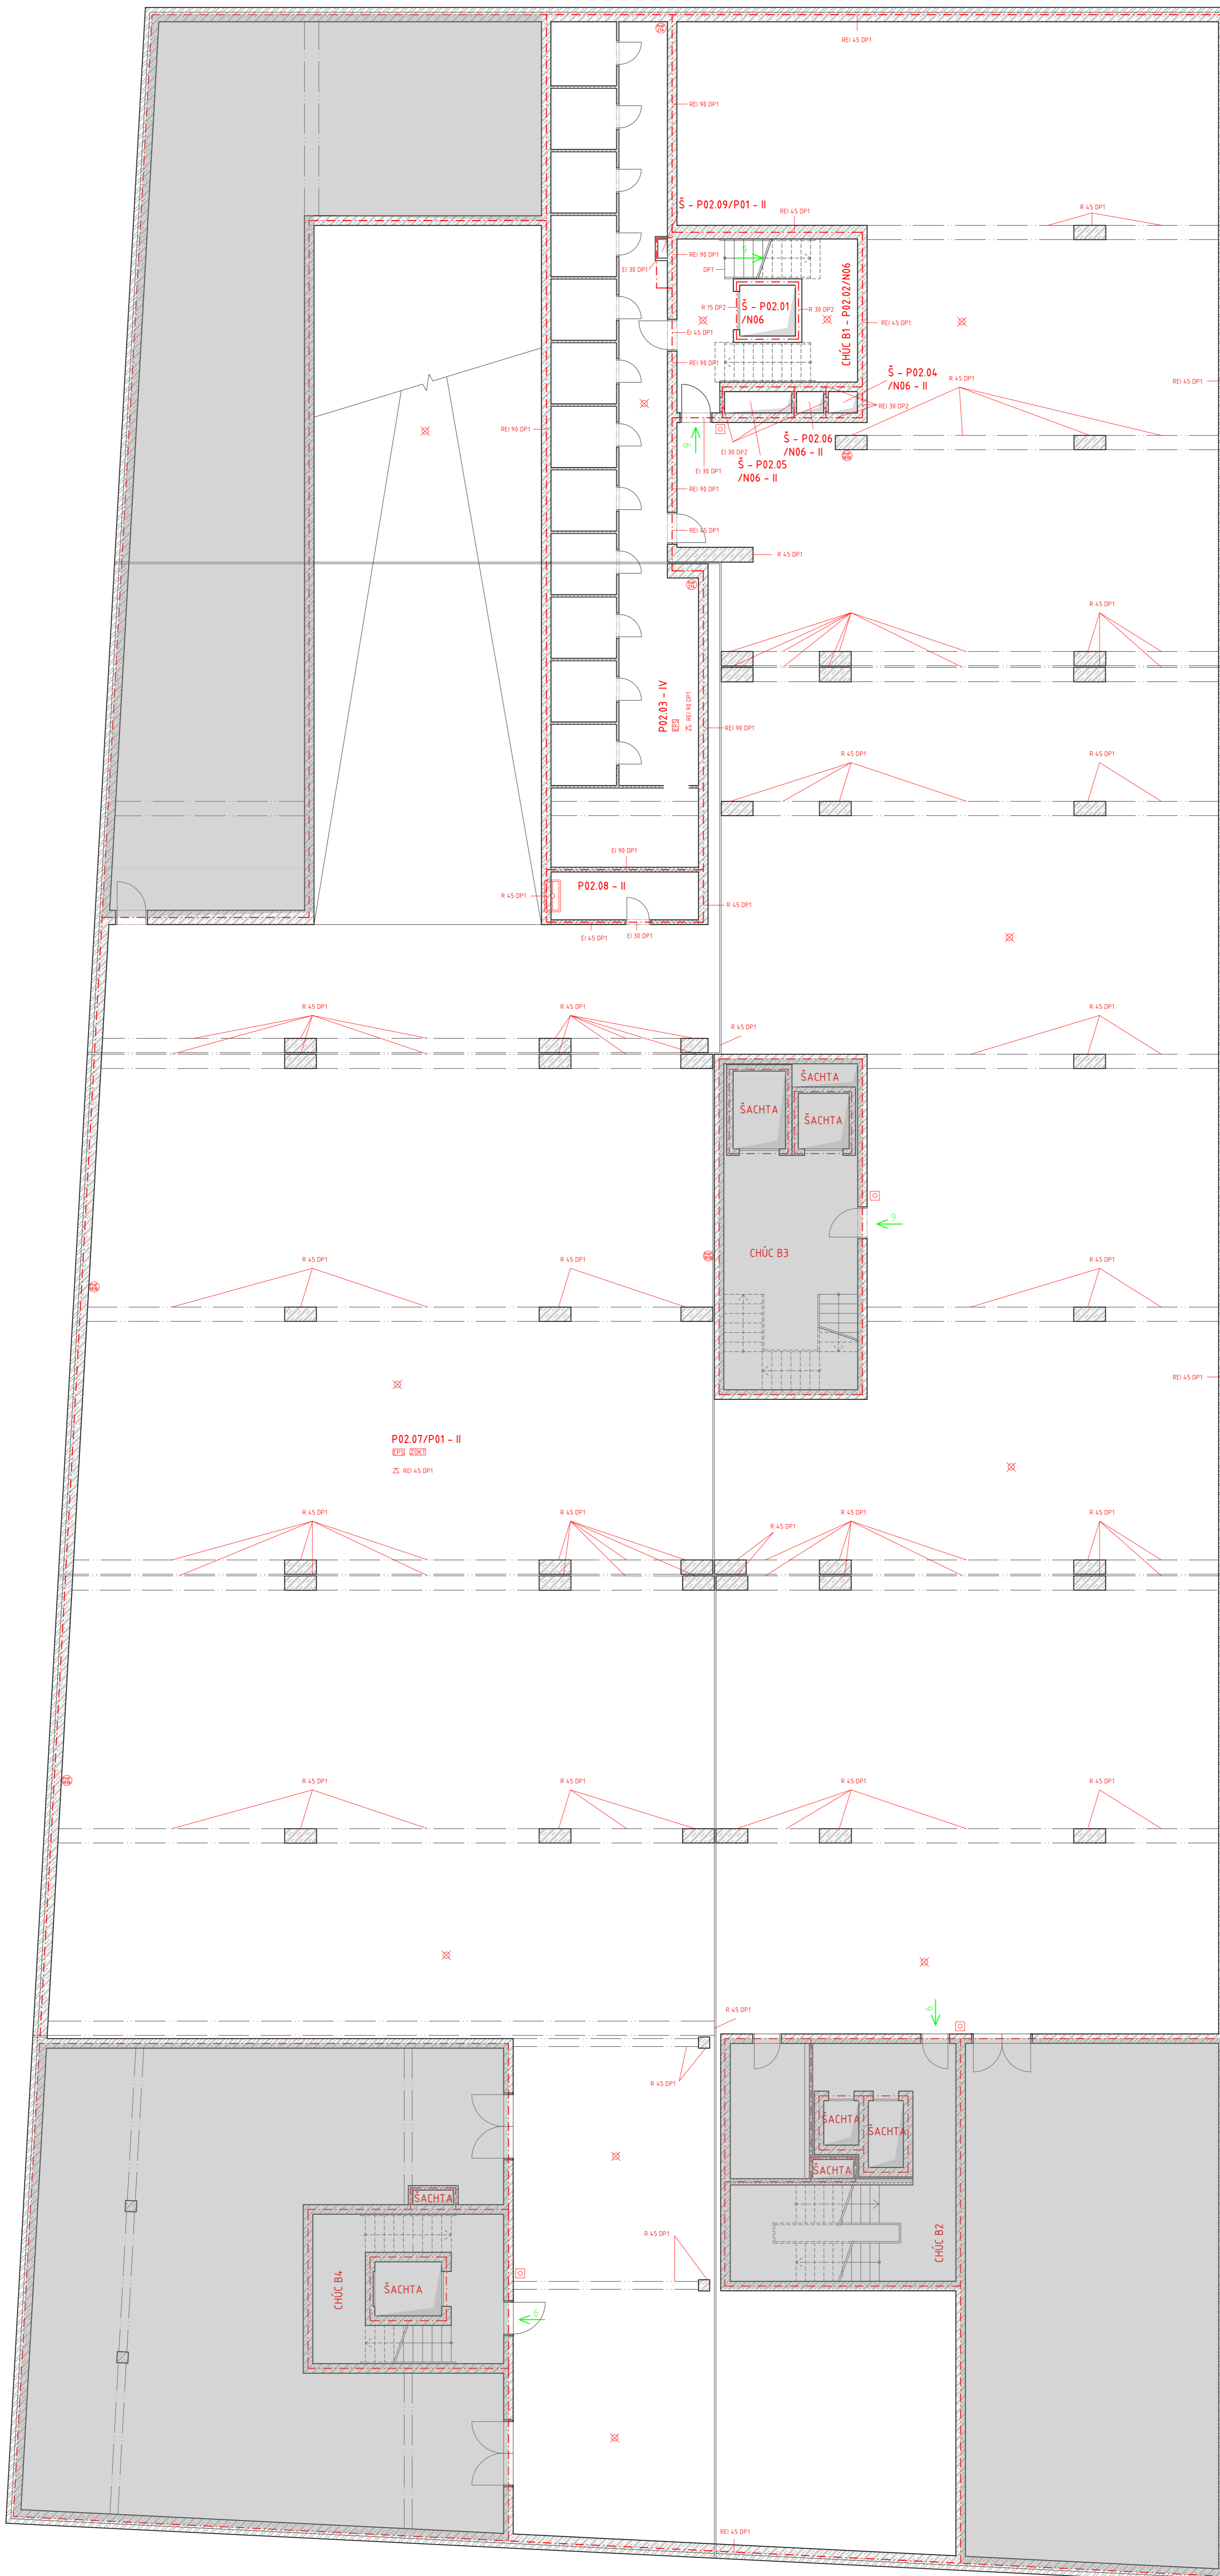 REI 45 DP1
REI 90 DP1
Š - P02.09/P01 - II
REI 45 DP1
R 45 DP1
REI 90 DP1
EI 30 DP1
DP1
6
R 15 DP2
Š - P02.01
/N06
R 30 DP2
CHÚC B1 - P02.02/N06
REI 45 DP1
EI 45 DP1
REI 90 DP1
Š - P02.04
/N06 - II
R 45 DP1
REI 45 DP1
REI 30 DP2
REI 90 DP1
9
Š - P02.06
/N06 - II
EI 30 DP2
Š - P02.05
/N06 - II
EI 30 DP1
REI 90 DP1
REI 45 DP1
R 45 DP1
R 45 DP1
P02.03 - IV
EPS
REI 90 DP1
REI 90 DP1
R 45 DP1
R 45 DP1
EI 90 DP1
P02.08 - II
R 45 DP1
R 45 DP1
EI 45 DP1
EI 30 DP1
R 45 DP1
R 45 DP1
R 45 DP1
R 45 DP1
ŠACHTA
ŠACHTA
ŠACHTA
9
CHÚC B3
R 45 DP1
R 45 DP1
R 45 DP1
REI 45 DP1
P02.07/P01 - II
EPS ZOKT
REI 45 DP1
R 45 DP1
R 45 DP1
R 45 DP1
R 45 DP1
R 45 DP1
R 45 DP1
R 45 DP1
R 45 DP1
R 45 DP1
R 45 DP1
6
R 45 DP1
ŠACHTA
ŠACHTA
ŠACHTA
ŠACHTA
R 45 DP1
CHÚC B2
CHÚC B4
ŠACHTA
6
REI 45 DP1